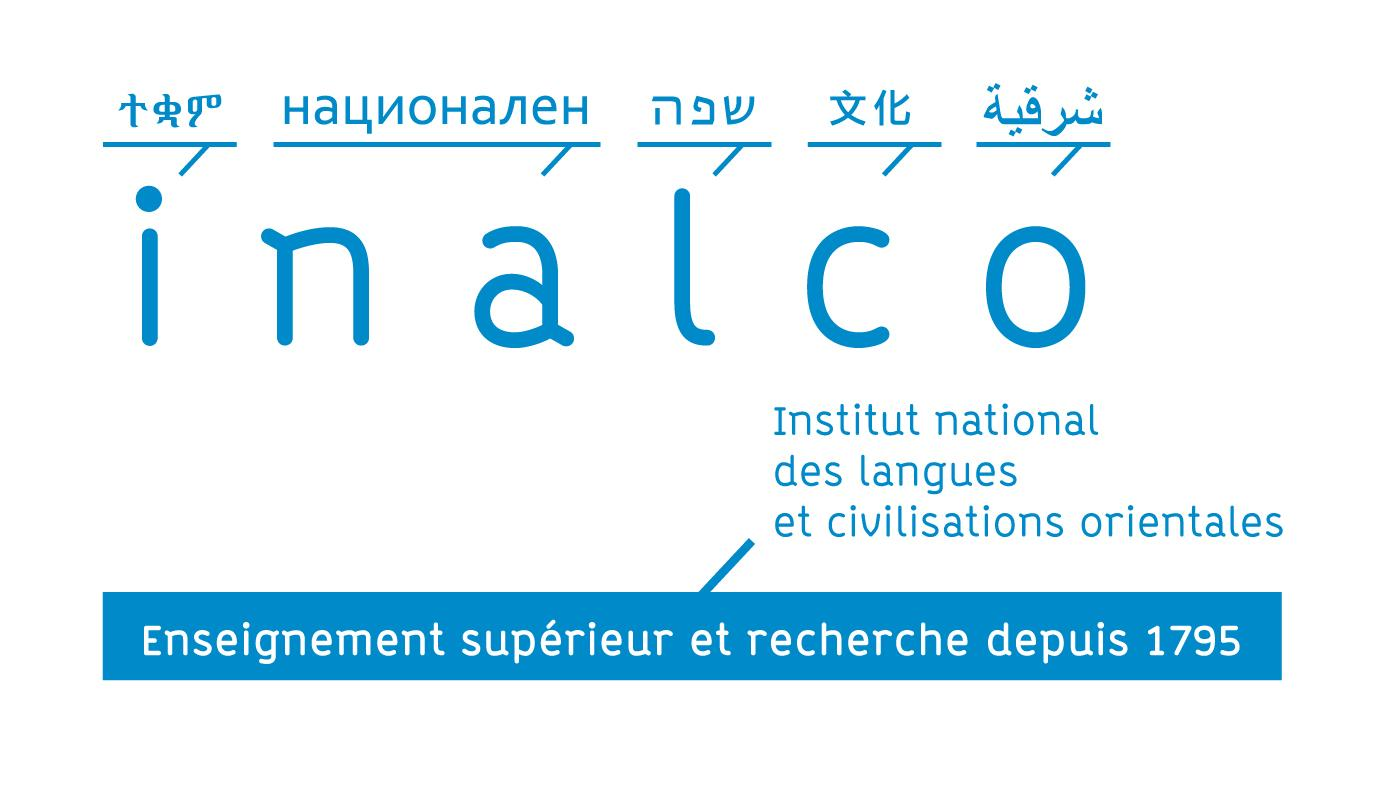 ተቋም национален שפה 文化 شرقية
inalco
Institut national
des langues
et civilisations orientales
Enseignement supérieur et recherche depuis 1795